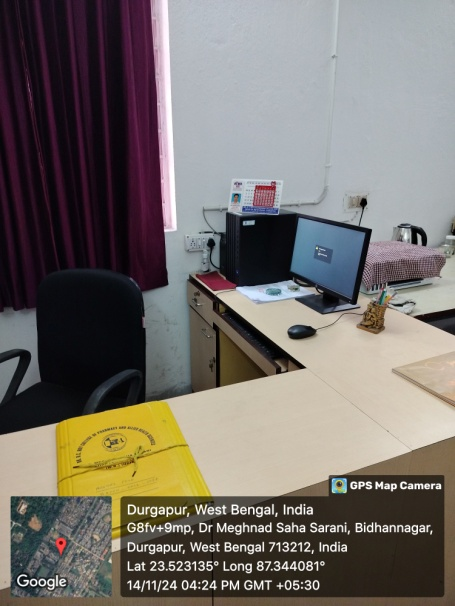 GPS Map Camera
Durgapur, West Bengal, India
G8fv+9mp, Dr Meghnad Saha Sarani, Bidhannagar,
Durgapur, West Bengal 713212, India
Lat 23.523135° Long 87.344081°
14/11/24 04:24 PM GMT +05:30
Google